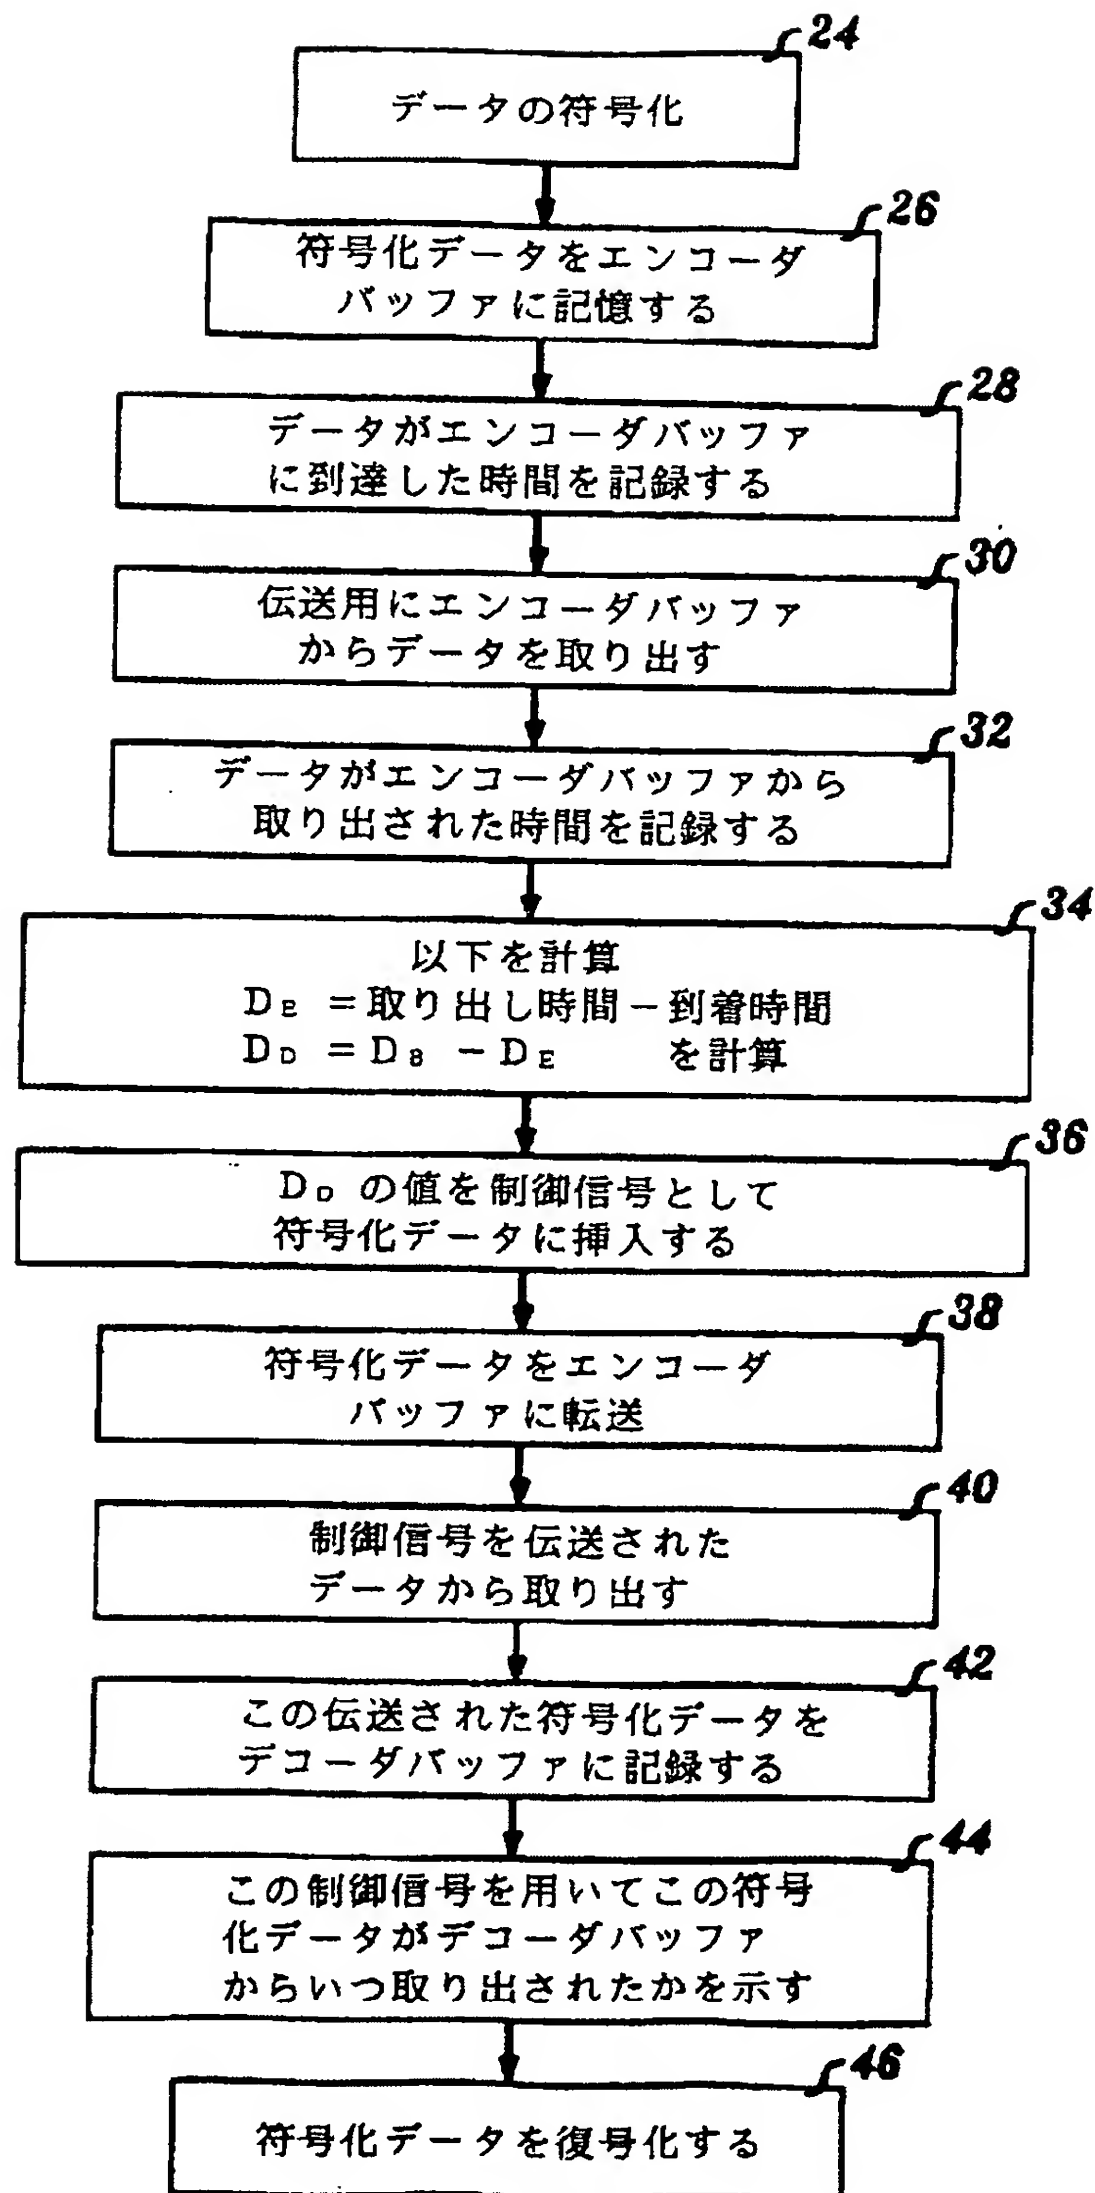 24
データの符号化
26
符号化データをエンコーダ
バッファに記憶する
28
データがエンコーダバッファ
に到達した時間を記録する
30
伝送用にエンコーダバッファ
からデータを取り出す
32
データがエンコーダバッファから
取り出された時間を記録する
34
以下を計算
DE =取り出し時間−到着時間
DD =D8 −DE を計算
36
DD の値を制御信号として
符号化データに挿入する
38
符号化データをエンコーダ
バッファに転送
40
制御信号を伝送された
データから取り出す
42
この伝送された符号化データを
デコーダバッファに記録する
44
この制御信号を用いてこの符号
化データがデコーダバッファ
からいつ取り出されたかを示す
46
符号化データを復号化する